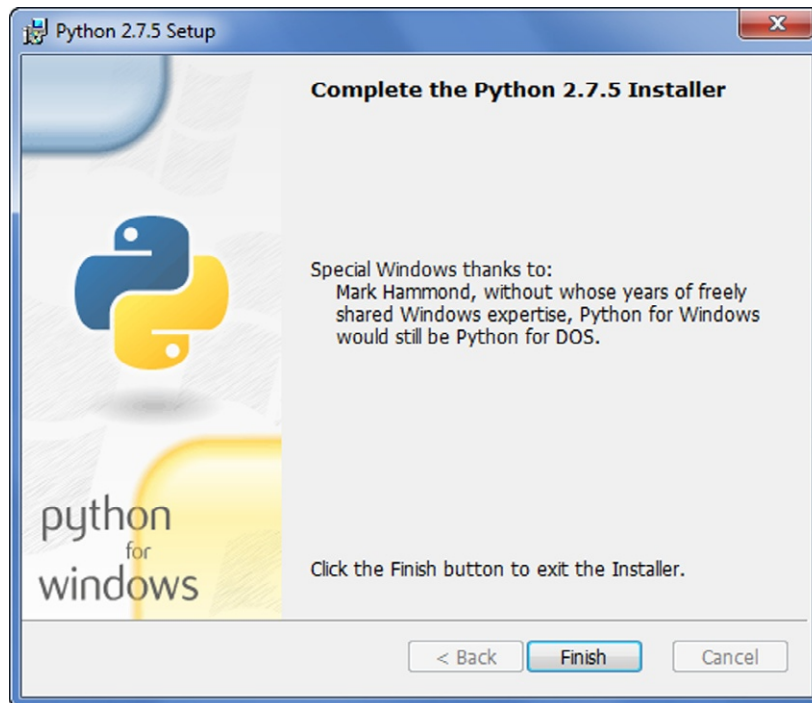 Python 2.7.5 Setup
Complete the Python 2.7.5 Installer
Special Windows thanks to:
Mark Hammond, without whose years of freely
shared Windows expertise, Python for Windows
would still be Python for DOS.
python
for
windows
Click the Finish button to exit the Installer.
< Back
Finish
Cancel